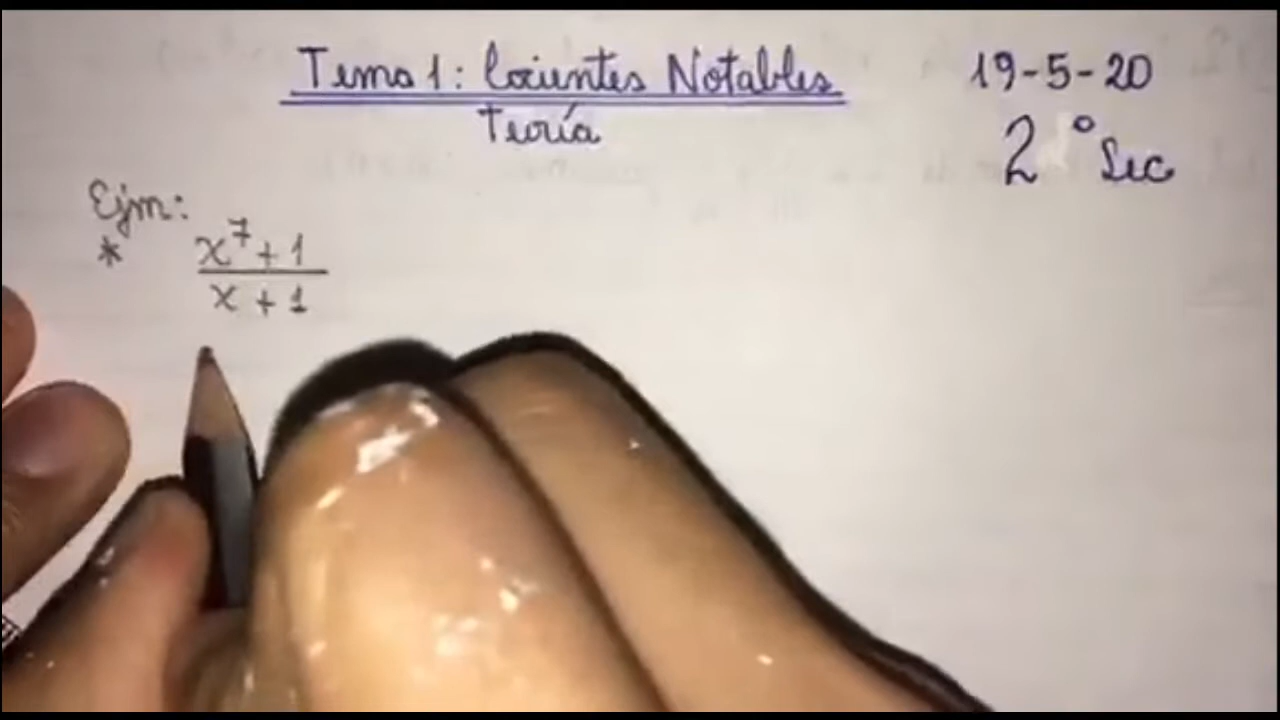 Tema 1: Cocientes Notables
Teoría
19-5-20
2° Sec
Ejm:
* x⁷+1
x+1